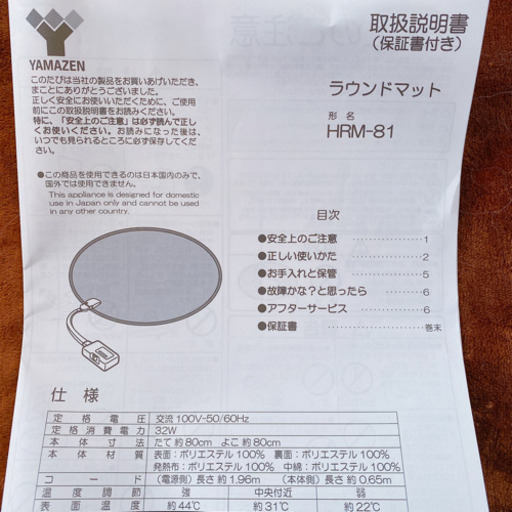 YAMAZEN
取扱説明書
（保証書付き）
このたびは当社の製品をお買いあげいただき、
まことにありがとうございました。
正しく安全にお使いいただくために、ご使用
前にこの取扱説明書をお読みください。
特に、「安全上のご注意」は必ず読んで正し
くお使いください。お読みになった後は、
いつでも見られるところに必ず保存してくだ
さい。
●この商品を使用できるのは日本国内のみで、
国外では使用できません。
This appliance is designed for domestic
use in Japan only and cannot be used
in any other country.
ラウンドマット
形 名
HRM-81
目次
●安全上のご注意 ……………… 1
●正しい使いかた ……………… 2
●お手入れと保管 ……………… 5
●故障かな？と思ったら ……… 6
●アフターサービス …………… 6
●保証書 ………………………… 巻末
仕 様
定格電圧 交流100V-50/60Hz
定格消費電力 32W
本体寸法 たて 約80cm よこ 約80cm
本体材質 表面：ポリエステル 100% 裏面：ポリエステル 100%
発熱布：ポリエステル 100% 中綿：ポリエステル 100%
コード （電源側）長さ 約1.96m （本体側）長さ 約0.65m
温度調節 強 中央付近 弱
表面温度 約44℃ 約31℃ 約22℃